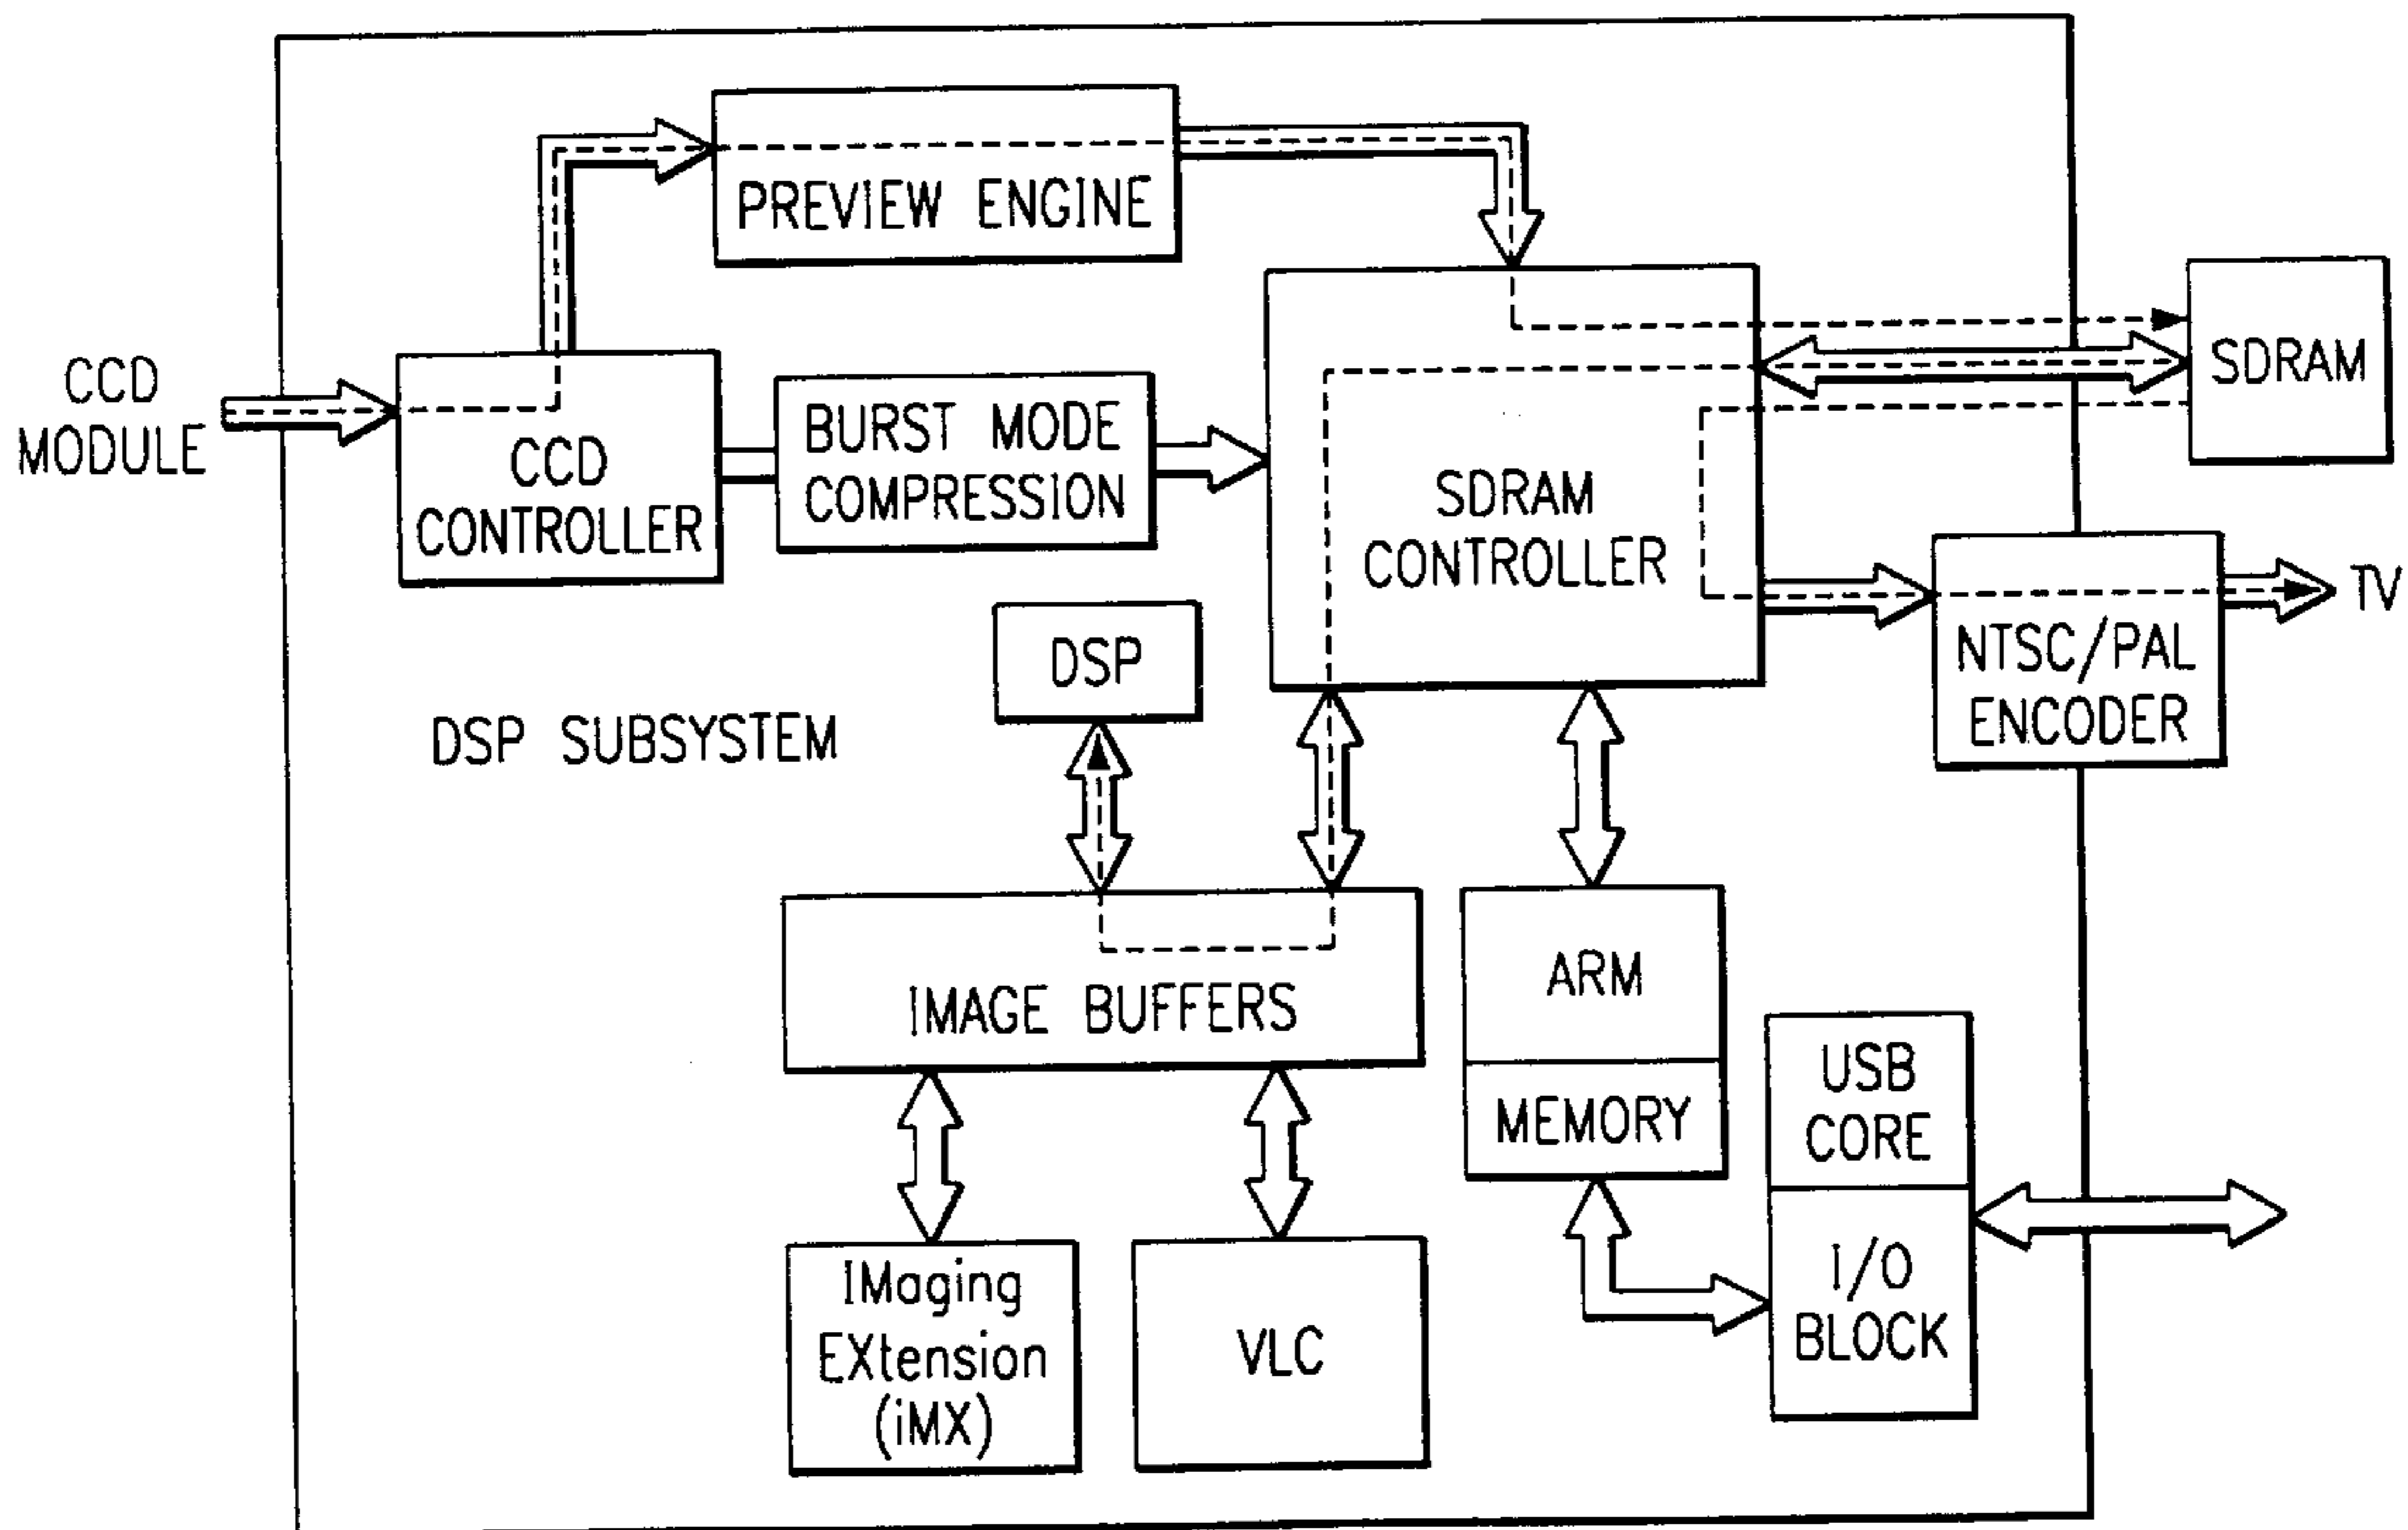 PREVIEW ENGINE
CCD
MODULE
CCD
CONTROLLER
BURST MODE
COMPRESSION
SDRAM
CONTROLLER
SDRAM
NTSC/PAL
ENCODER
TV
DSP
DSP SUBSYSTEM
IMAGE BUFFERS
ARM
MEMORY
USB
CORE
I/O
BLOCK
IMaging
EXtension
(iMX)
VLC